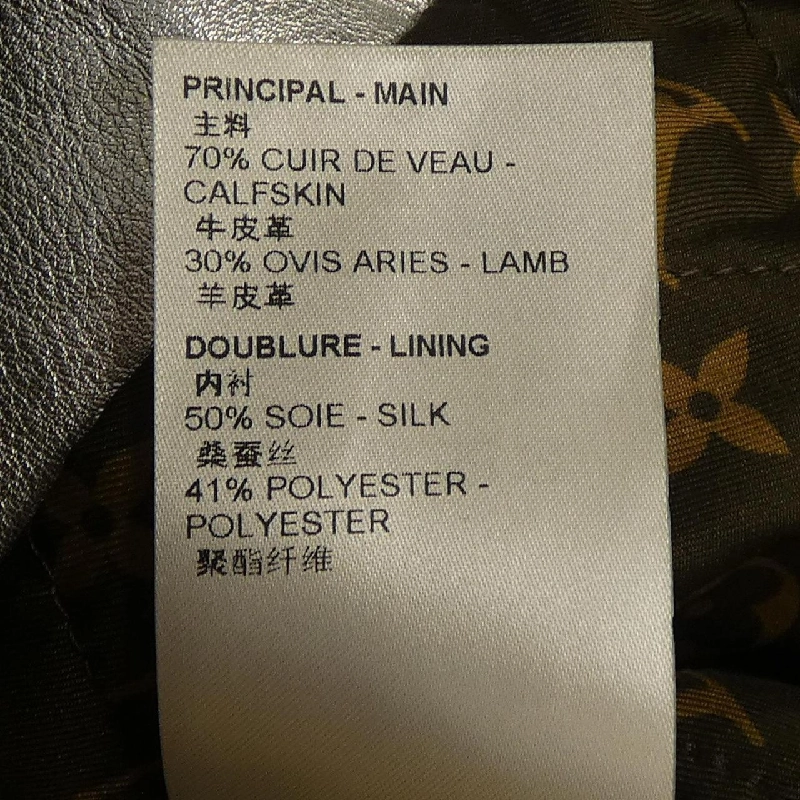 PRINCIPAL - MAIN
主料
70% CUIR DE VEAU -
CALFSKIN
牛皮革
30% OVIS ARIES - LAMB
羊皮革
DOUBLURE - LINING
内衬
50% SOIE - SILK
桑蚕丝
41% POLYESTER -
POLYESTER
聚酯纤维